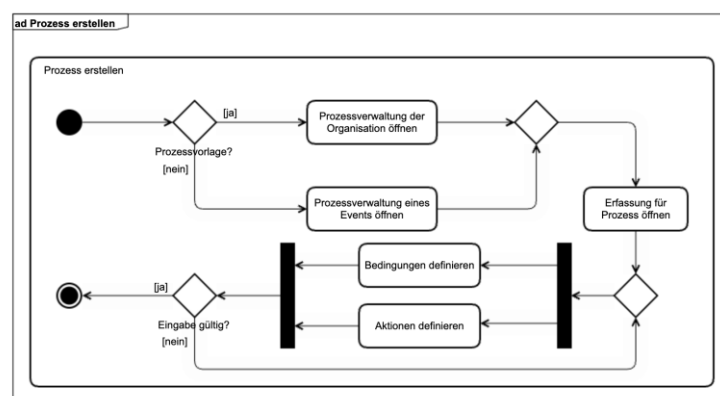 ad Prozess erstellen
Prozess erstellen
[ja]
Prozessverwaltung der
Organisation öffnen
Prozessvorlage?
[nein]
Prozessverwaltung eines
Events öffnen
Erfassung für
Prozess öffnen
Bedingungen definieren
[ja]
Aktionen definieren
Eingabe gültig?
[nein]